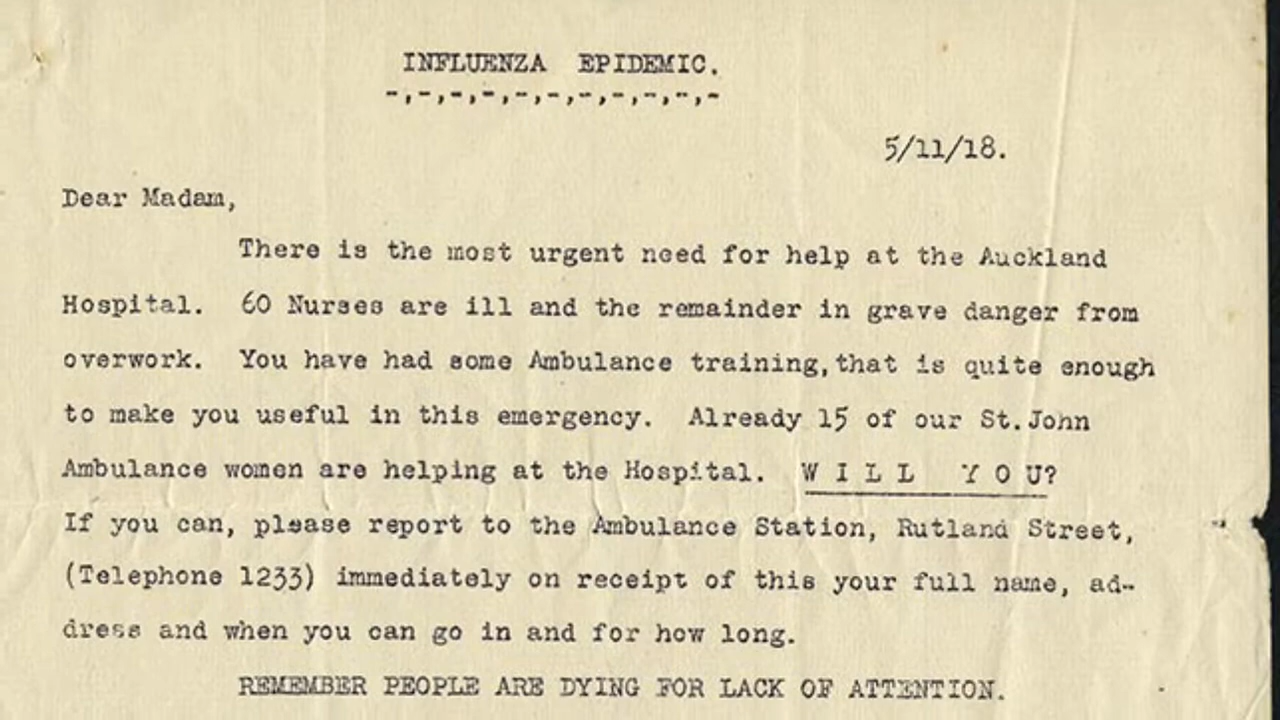 INFLUENZA EPIDEMIC.
-,-,-,-,-,-,-,-,-,-,-
5/11/18.
Dear Madam,
There is the most urgent need for help at the Auckland
Hospital. 60 Nurses are ill and the remainder in grave danger from
overwork. You have had some Ambulance training,that is quite enough
to make you useful in this emergency. Already 15 of our St.John
Ambulance women are helping at the Hospital. W I L L Y O U?
If you can, please report to the Ambulance Station, Rutland Street,
(Telephone 1233) immediately on receipt of this your full name, ad-
dress and when you can go in and for how long.
REMEMBER PEOPLE ARE DYING FOR LACK OF ATTENTION.